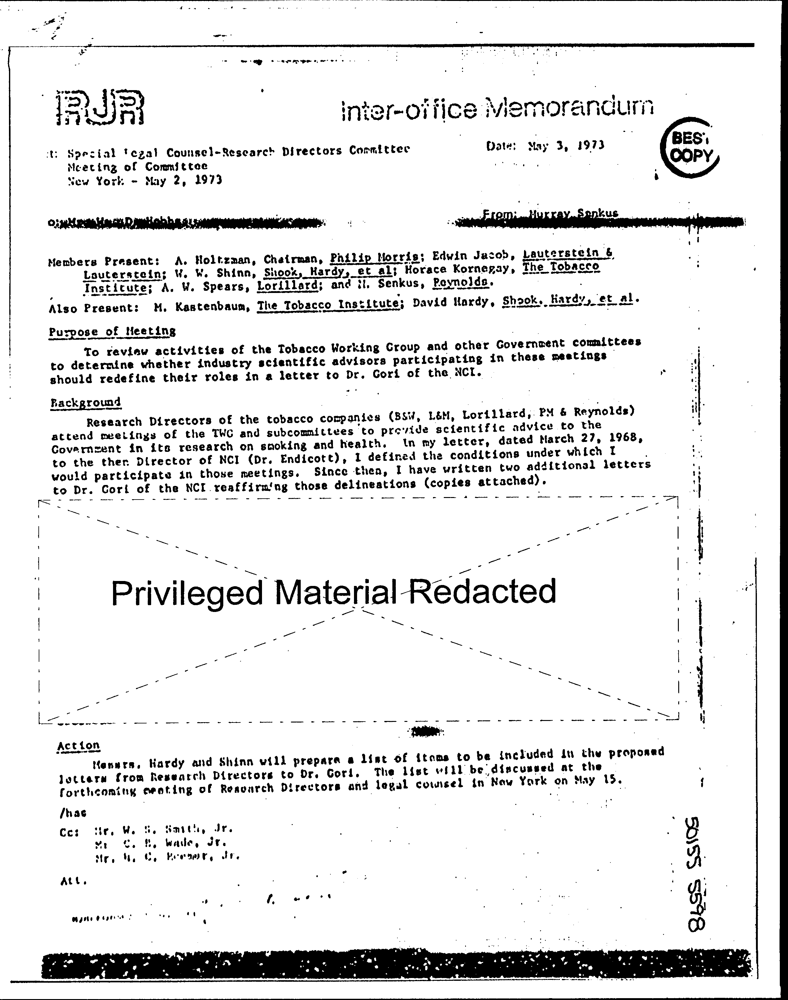 RJR
Inter-office Memorandum
Special Legal Counsel-Research Directors Committee
Date: May 3, 1973
BEST
COPY
Meeting of Committee
New York - May 2, 1973
From: Murray Senkus
Members Present: A. Holtzman, Chairman, Philip Morris; Edwin Jacob, Lauterstein &
Lauterstein; W. W. Shinn, Shook, Hardy, et al; Horace Kornegay, The Tobacco
Institute; A. W. Spears, Lorillard; and M. Senkus, Reynolds.
Also Present: M. Kastenbaum, The Tobacco Institute; David Hardy, Shook, Hardy, et al.
Purpose of Meeting
To review activities of the Tobacco Working Group and other Government committees
to determine whether industry scientific advisors participating in these meetings
should redefine their roles in a letter to Dr. Gori of the NCI.
Background
Research Directors of the tobacco companies (B&W, L&M, Lorillard, PM & Reynolds)
attend meetings of the TWG and subcommittees to provide scientific advice to the
Government in its research on smoking and health. In my letter, dated March 27, 1968,
to the then Director of NCI (Dr. Endicott), I defined the conditions under which I
would participate in those meetings. Since then, I have written two additional letters
to Dr. Gori of the NCI reaffirming those delineations (copies attached).
Privileged Material Redacted
Action
Messrs. Hardy and Shinn will prepare a list of items to be included in the proposed
letters from Research Directors to Dr. Gori. The list will be discussed at the
forthcoming meeting of Research Directors and legal counsel in New York on May 15.
/has
Cc: Mr. W. S. Smith, Jr.
C. B. Wade, Jr.
Mr. H. C. Roemer, Jr.
Att.
50155 5598